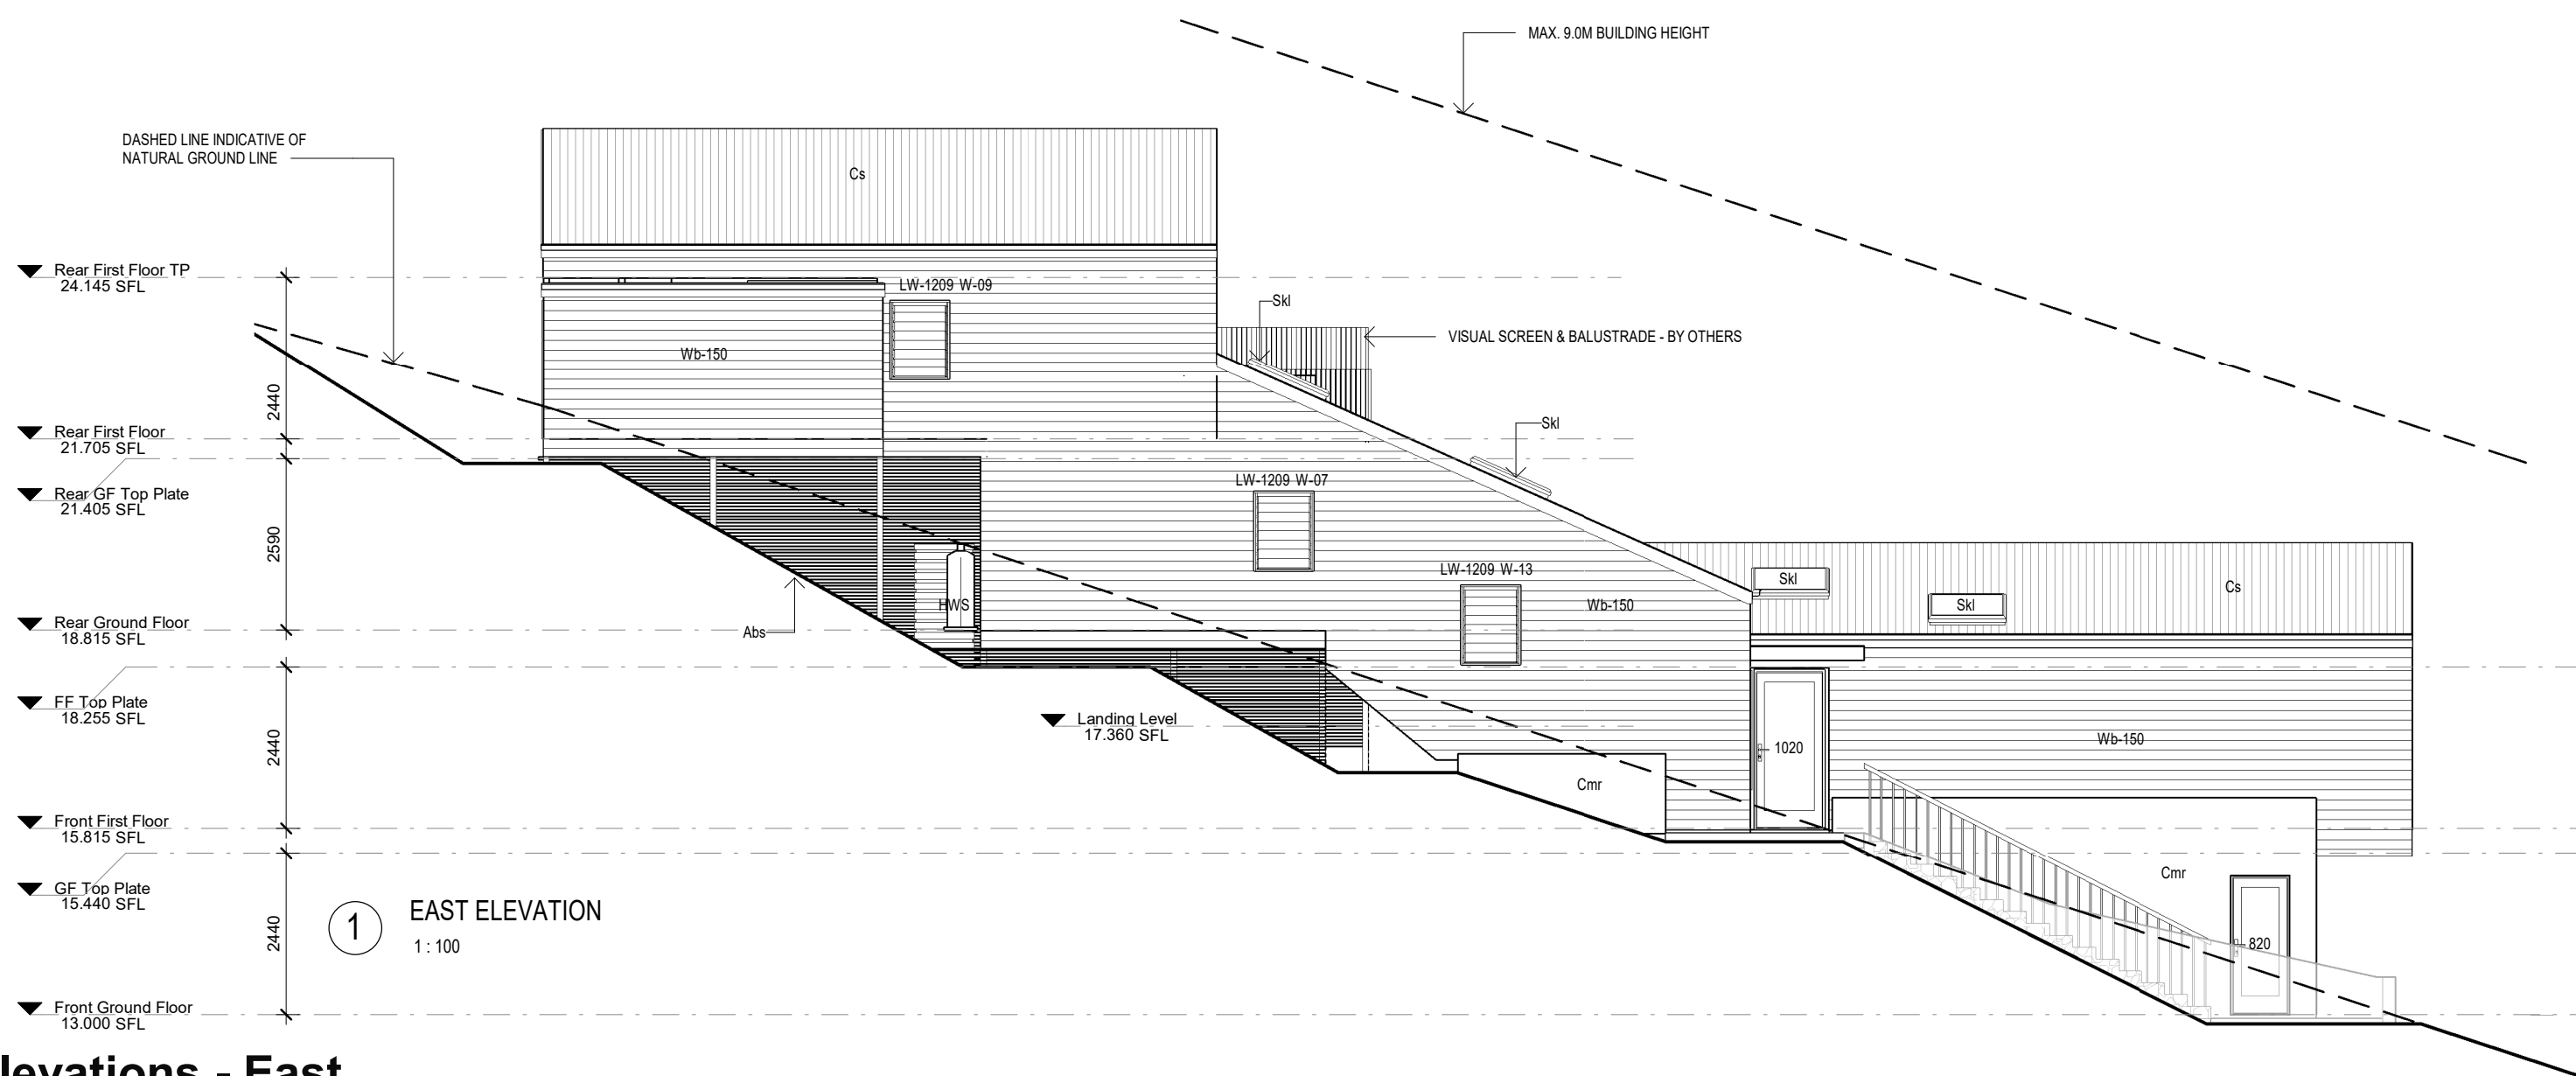 MAX. 9.0M BUILDING HEIGHT
DASHED LINE INDICATIVE OF
NATURAL GROUND LINE
Cs
Rear First Floor TP
24.145 SFL
LW-1209 W-09
Skl
VISUAL SCREEN & BALUSTRADE - BY OTHERS
Wb-150
2440
Rear First Floor
21.705 SFL
Skl
Rear GF Top Plate
21.405 SFL
LW-1209 W-07
2590
LW-1209 W-13
Skl
Cs
HWS
Wb-150
Skl
Rear Ground Floor
18.815 SFL
Abs
FF Top Plate
18.255 SFL
Landing Level
17.360 SFL
2440
1020
Wb-150
Cmr
Front First Floor
15.815 SFL
Cmr
GF Top Plate
15.440 SFL
1
EAST ELEVATION
1 : 100
2440
820
Front Ground Floor
13.000 SFL
levations - East